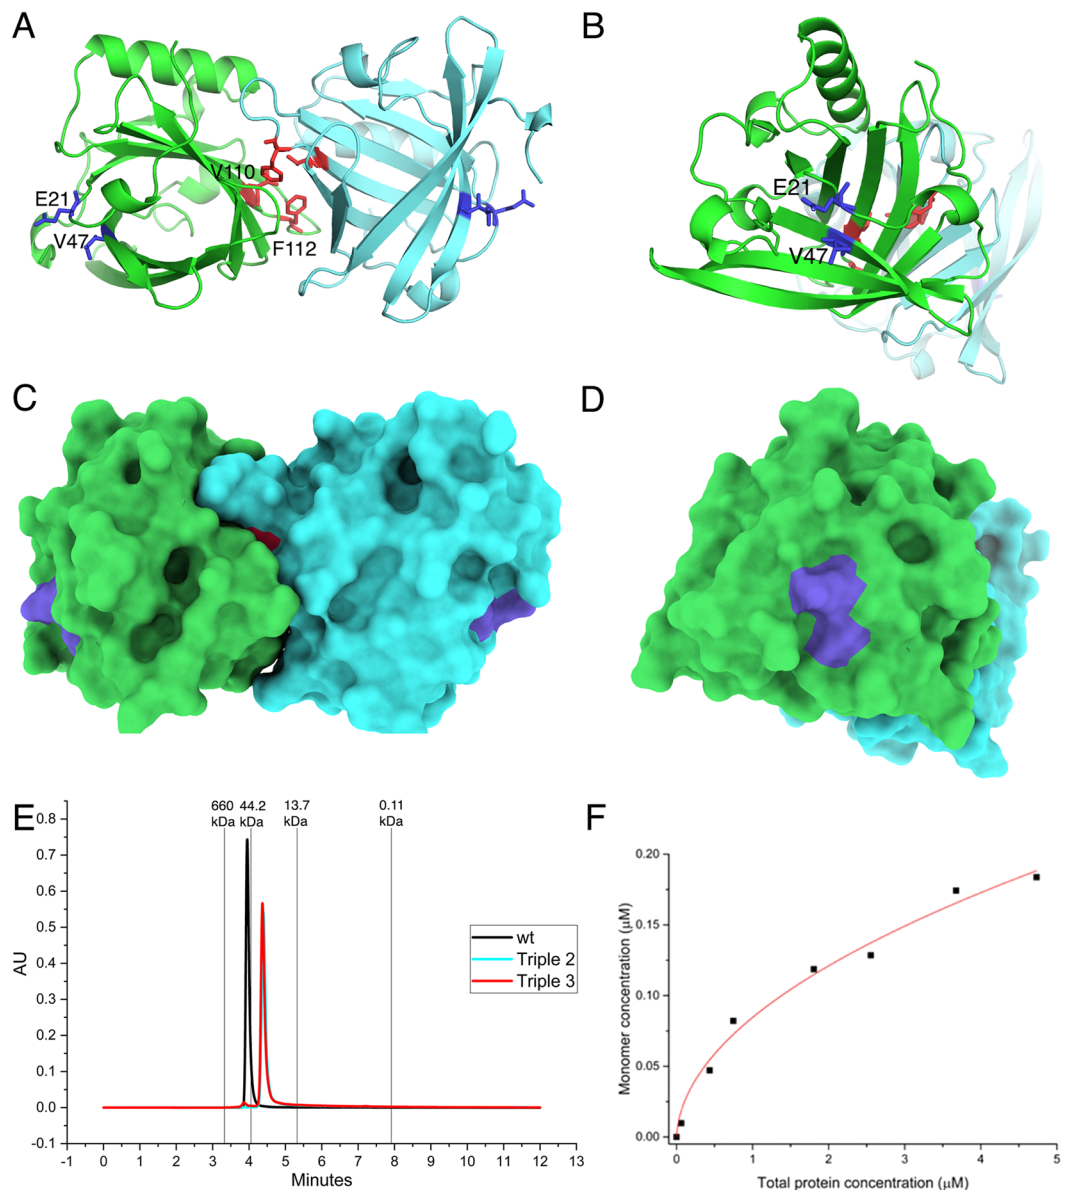 A
B
V110
E21
V47
F112
E21
V47
C
D
E
660 44.2 13.7 0.11
kDa kDa kDa kDa
0.8
0.7
0.6
0.5
0.4
0.3
0.2
0.1
0.0
-0.1
AU
wt
Triple 2
Triple 3
-1 0 1 2 3 4 5 6 7 8 9 10 11 12 13
Minutes
F
0.20
0.15
0.10
0.05
0.00
Monomer concentration (μM)
0 1 2 3 4 5
Total protein concentration (μM)